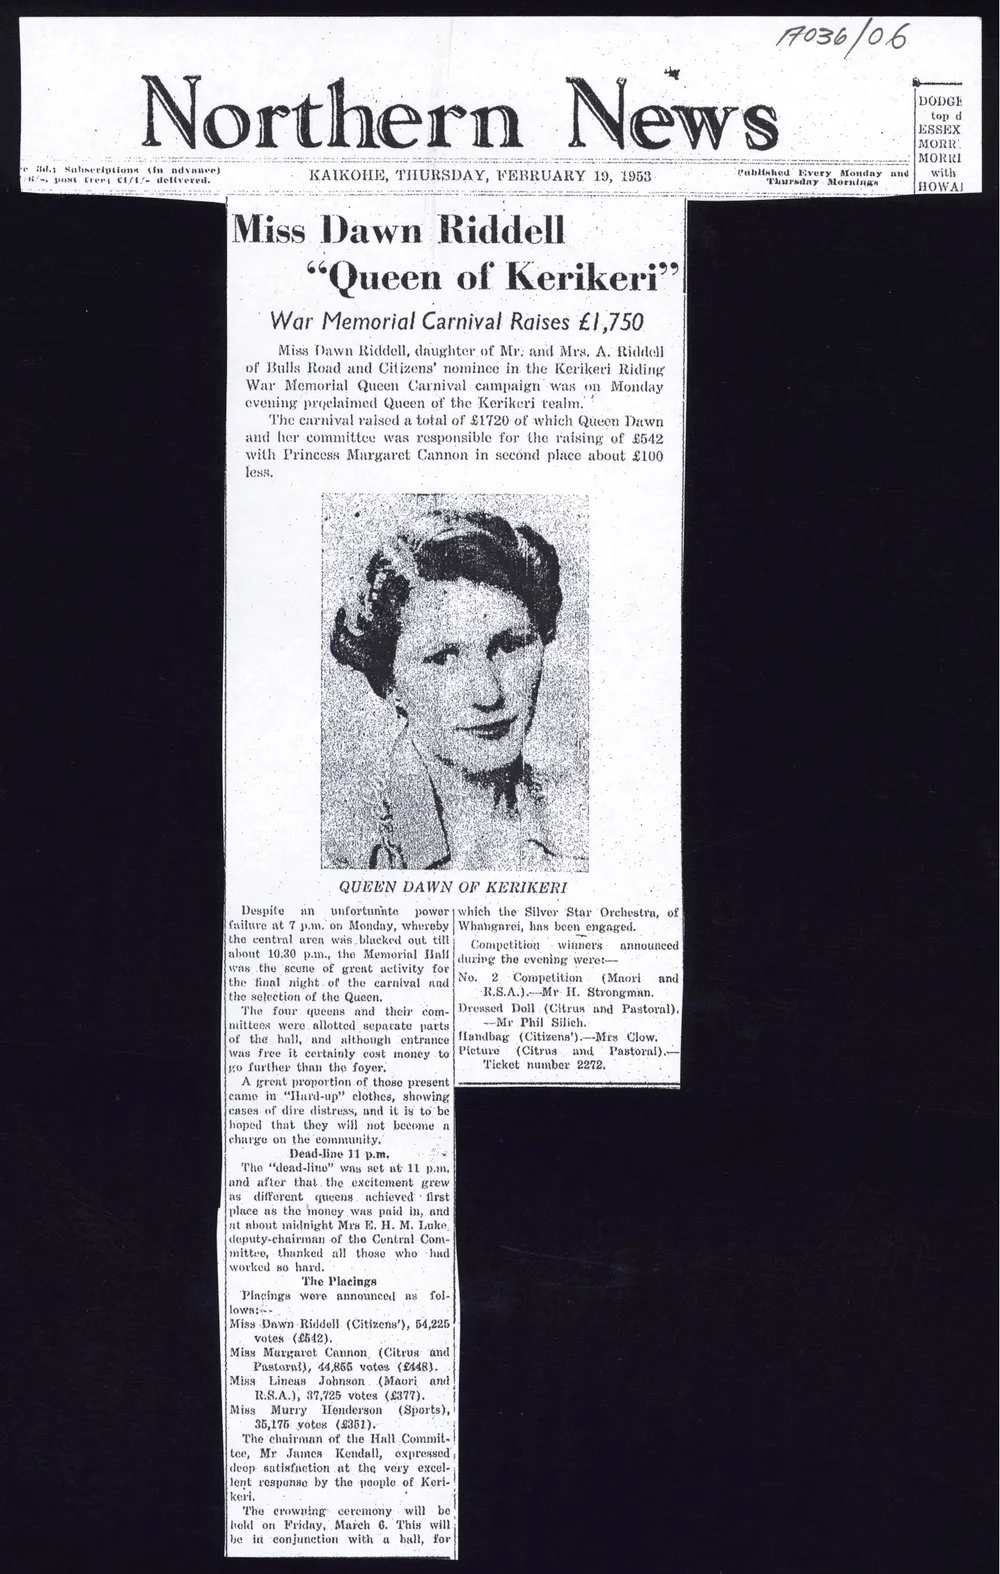 A036/06
Northern News
3d.; Subscriptions (in advance)
post free; £1/1/- delivered.
KAIKOHE, THURSDAY, FEBRUARY 19, 1953
Published Every Monday and
Thursday Mornings
DODGE
top d
ESSEX
MORR
MORRI
with
HOWAI
Miss Dawn Riddell
“Queen of Kerikeri”
War Memorial Carnival Raises £1,750
Miss Dawn Riddell, daughter of Mr. and Mrs. A. Riddell
of Bulls Road and Citizens' nominee in the Kerikeri Riding
War Memorial Queen Carnival campaign was on Monday
evening proclaimed Queen of the Kerikeri realm.
The carnival raised a total of £1720 of which Queen Dawn
and her committee was responsible for the raising of £542
with Princess Margaret Cannon in second place about £100
less.
QUEEN DAWN OF KERIKERI
Despite an unfortunate power
failure at 7 p.m. on Monday, whereby
the central area was blacked out till
about 10.30 p.m., the Memorial Hall
was the scene of great activity for
the final night of the carnival and
the selection of the Queen.
The four queens and their com-
mittees were allotted separate parts
of the hall, and although entrance
was free it certainly cost money to
go further than the foyer.
A great proportion of those present
came in “Hard-up” clothes, showing
cases of dire distress, and it is to be
hoped that they will not become a
charge on the community.
Dead-line 11 p.m.
The “dead-line” was set at 11 p.m.
and after that the excitement grew
as different queens achieved first
place as the money was paid in, and
at about midnight Mrs E. H. M. Luke,
deputy-chairman of the Central Com-
mittee, thanked all those who had
worked so hard.
The Placings
Placings were announced as fol-
lows:—
Miss Dawn Riddell (Citizens'), 54,225
votes (£542).
Miss Margaret Cannon (Citrus and
Pastoral), 44,855 votes (£448).
Miss Lineas Johnson (Maori and
R.S.A.), 37,725 votes (£377).
Miss Murry Henderson (Sports),
35,175 votes (£351).
The chairman of the Hall Commit-
tee, Mr James Kendall, expressed
deep satisfaction at the very excel-
lent response by the people of Keri-
keri.
The crowning ceremony will be
held on Friday, March 6. This will
be in conjunction with a ball, for
which the Silver Star Orchestra, of
Whangarei, has been engaged.
Competition winners announced
during the evening were:—
No. 2 Competition (Maori and
R.S.A.).—Mr H. Strongman.
Dressed Doll (Citrus and Pastoral).
—Mr Phil Silich.
Handbag (Citizens').—Mrs Clow.
Picture (Citrus and Pastoral).—
Ticket number 2272.